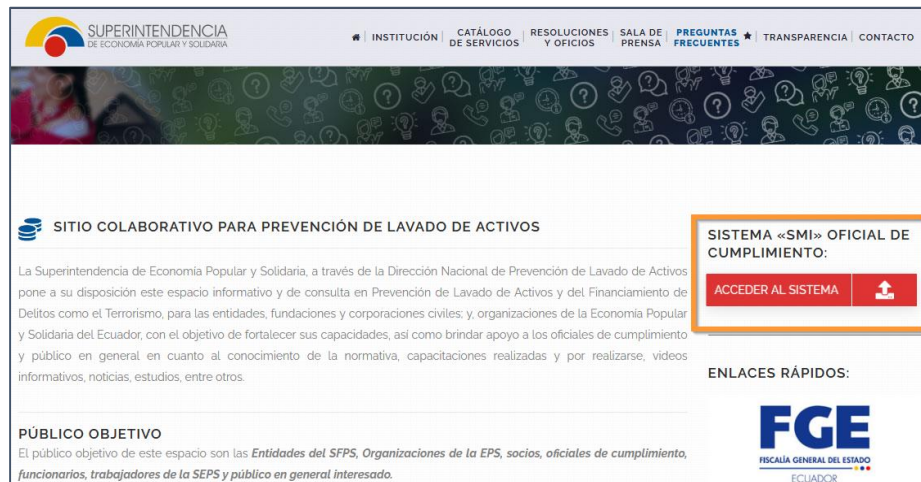 SUPERINTENDENCIA
DE ECONOMÍA POPULAR Y SOLIDARIA
INSTITUCIÓN
CATÁLOGO
DE SERVICIOS
RESOLUCIONES
Y OFICIOS
SALA DE
PRENSA
PREGUNTAS
FRECUENTES
TRANSPARENCIA
CONTACTO
SITIO COLABORATIVO PARA PREVENCIÓN DE LAVADO DE ACTIVOS
La Superintendencia de Economía Popular y Solidaria, a través de la Dirección Nacional de Prevención de Lavado de Activos
pone a su disposición este espacio informativo y de consulta en Prevención de Lavado de Activos y del Financiamiento de
Delitos como el Terrorismo, para las entidades, fundaciones y corporaciones civiles; y, organizaciones de la Economía Popular
y Solidaria del Ecuador, con el objetivo de fortalecer sus capacidades, así como brindar apoyo a los oficiales de cumplimiento
y público en general en cuanto al conocimiento de la normativa, capacitaciones realizadas y por realizarse, videos
informativos, noticias, estudios, entre otros.
PÚBLICO OBJETIVO
El público objetivo de este espacio son las Entidades del SFPS, Organizaciones de la EPS, socios, oficiales de cumplimiento,
funcionarios, trabajadores de la SEPS y público en general interesado.
SISTEMA «SMI» OFICIAL DE
CUMPLIMIENTO:
ACCEDER AL SISTEMA
ENLACES RÁPIDOS:
FGE
FISCALÍA GENERAL DEL ESTADO
ECUADOR